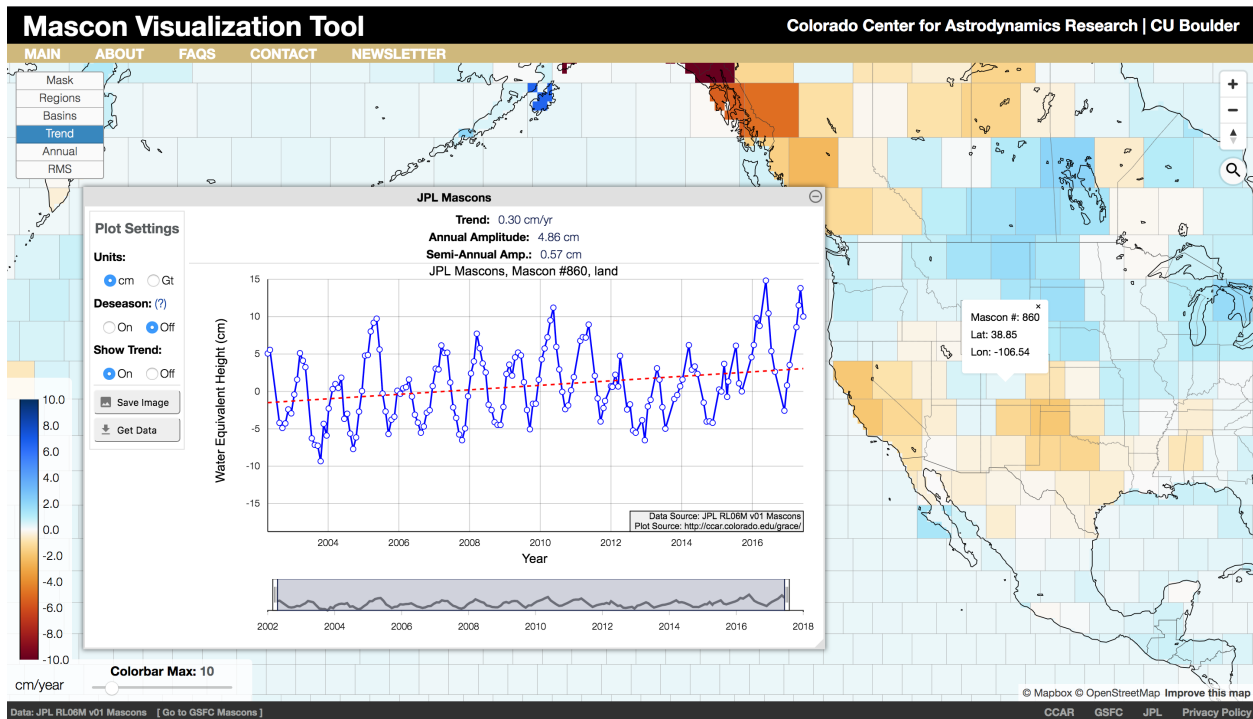 Mascon Visualization Tool
Colorado Center for Astrodynamics Research | CU Boulder
MAIN ABOUT FAQS CONTACT NEWSLETTER
Mask
Regions
Basins
Trend
Annual
RMS
+
−
JPL Mascons
Plot Settings
Units:
cm Gt
Deseason: (?)
On Off
Show Trend:
On Off
Save Image
Get Data
Trend: 0.30 cm/yr
Annual Amplitude: 4.86 cm
Semi-Annual Amp.: 0.57 cm
JPL Mascons, Mascon #860, land
Water Equivalent Height (cm)
15
10
5
0
-5
-10
-15
Data Source: JPL RL06M v01 Mascons
Plot Source: http://ccar.colorado.edu/grace/
2004 2006 2008 2010 2012 2014 2016
Year
2002 2004 2006 2008 2010 2012 2014 2016 2018
×
Mascon #: 860
Lat: 38.85
Lon: -106.54
10.0
8.0
6.0
4.0
2.0
0.0
-2.0
-4.0
-6.0
-8.0
-10.0
cm/year
Colorbar Max: 10
© Mapbox © OpenStreetMap Improve this map
Data: JPL RL06M v01 Mascons [ Go to GSFC Mascons ]
CCAR GSFC JPL Privacy Policy